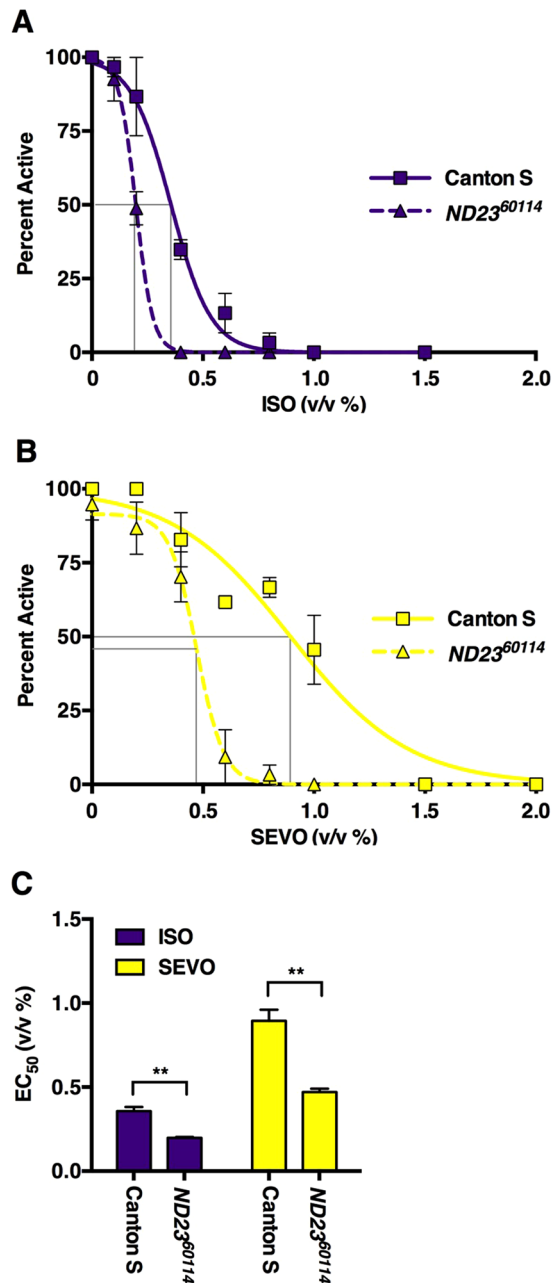 A
Percent Active
100
75
50
25
0
0 0.5 1.0 1.5 2.0
ISO (v/v %)
Canton S
ND23^60114
B
Percent Active
100
75
50
25
0
0 0.5 1.0 1.5 2.0
SEVO (v/v %)
Canton S
ND23^60114
C
EC50 (v/v %)
1.5
1.0
0.5
0.0
ISO
SEVO
**
**
Canton S
ND23^60114
Canton S
ND23^60114